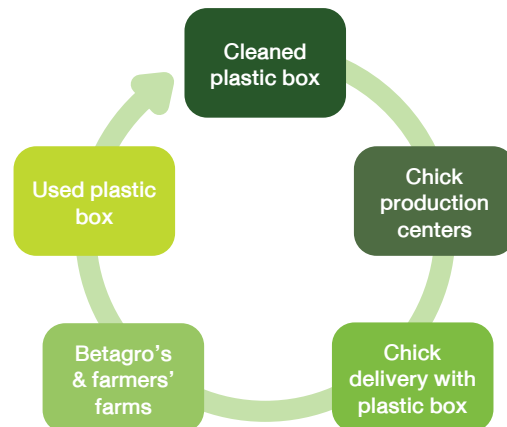 Cleaned
plastic box
Chick
production
centers
Chick
delivery with
plastic box
Betagro's
& farmers'
farms
Used plastic
box